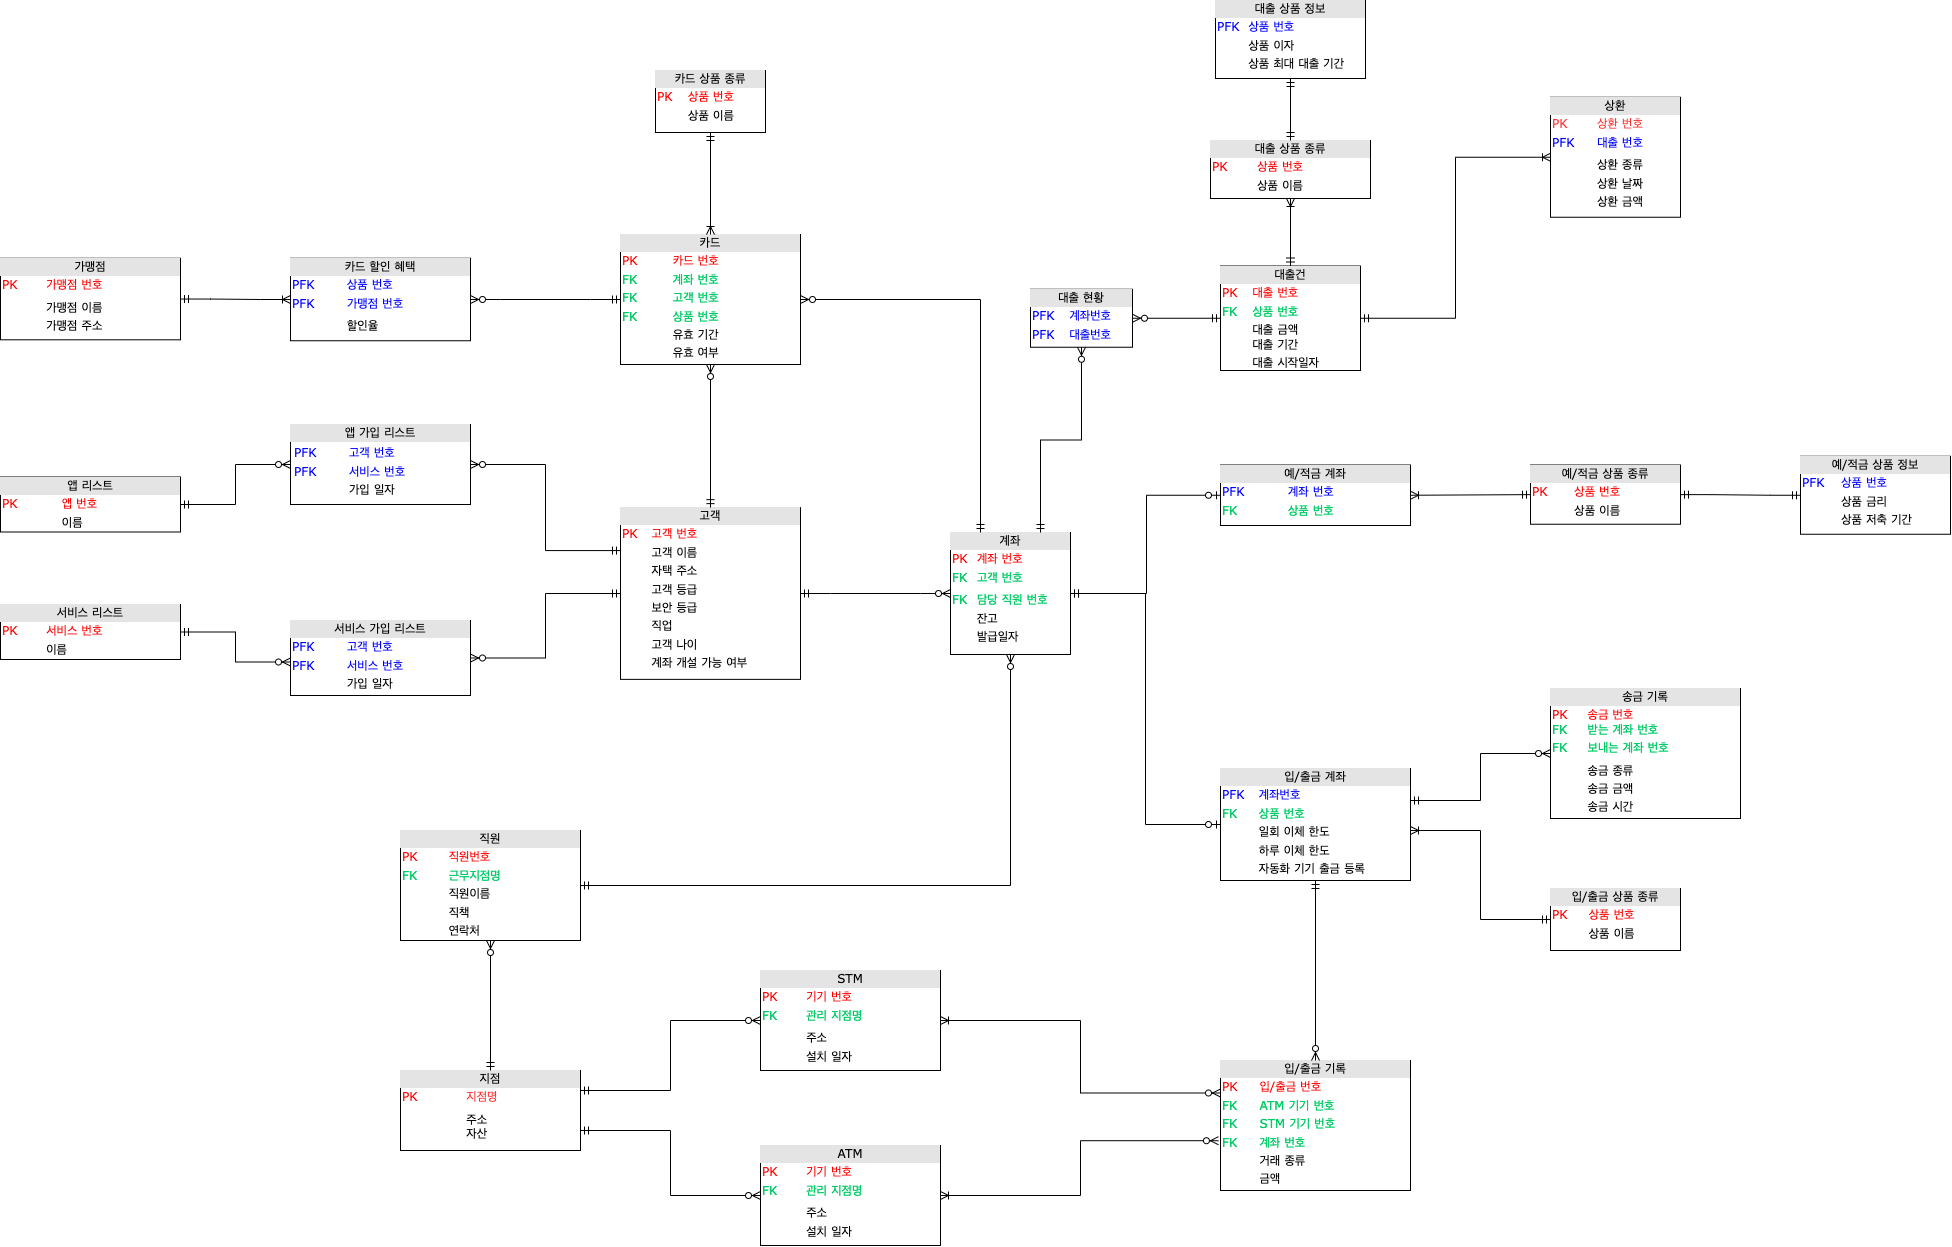 대출 상품 정보
PFK 상품 번호
상품 이자
상품 최대 대출 기간
카드 상품 종류
PK 상품 번호
상품 이름
상환
PK 상환 번호
PFK 대출 번호
상환 종류
상환 날짜
상환 금액
대출 상품 종류
PK 상품 번호
상품 이름
카드
PK 카드 번호
FK 계좌 번호
FK 고객 번호
FK 상품 번호
유효 기간
유효 여부
가맹점
PK 가맹점 번호
가맹점 이름
가맹점 주소
카드 할인 혜택
PFK 상품 번호
PFK 가맹점 번호
할인율
대출건
PK 대출 번호
FK 상품 번호
대출 금액
대출 기간
대출 시작일자
대출 현황
PFK 계좌번호
PFK 대출번호
앱 가입 리스트
PFK 고객 번호
PFK 서비스 번호
가입 일자
앱 리스트
PK 앱 번호
이름
예/적금 계좌
PFK 계좌 번호
FK 상품 번호
예/적금 상품 종류
PK 상품 번호
상품 이름
예/적금 상품 정보
PFK 상품 번호
상품 금리
상품 저축 기간
고객
PK 고객 번호
고객 이름
자택 주소
고객 등급
보안 등급
직업
고객 나이
계좌 개설 가능 여부
계좌
PK 계좌 번호
FK 고객 번호
FK 담당 직원 번호
잔고
발급일자
서비스 리스트
PK 서비스 번호
이름
서비스 가입 리스트
PFK 고객 번호
PFK 서비스 번호
가입 일자
송금 기록
PK 송금 번호
FK 받는 계좌 번호
FK 보내는 계좌 번호
송금 종류
송금 금액
송금 시간
입/출금 계좌
PFK 계좌번호
FK 상품 번호
일회 이체 한도
하루 이체 한도
자동화 기기 출금 등록
직원
PK 직원번호
FK 근무지점명
직원이름
직책
연락처
입/출금 상품 종류
PK 상품 번호
상품 이름
STM
PK 기기 번호
FK 관리 지점명
주소
설치 일자
지점
PK 지점명
주소
자산
입/출금 기록
PK 입/출금 번호
FK ATM 기기 번호
FK STM 기기 번호
FK 계좌 번호
거래 종류
금액
ATM
PK 기기 번호
FK 관리 지점명
주소
설치 일자